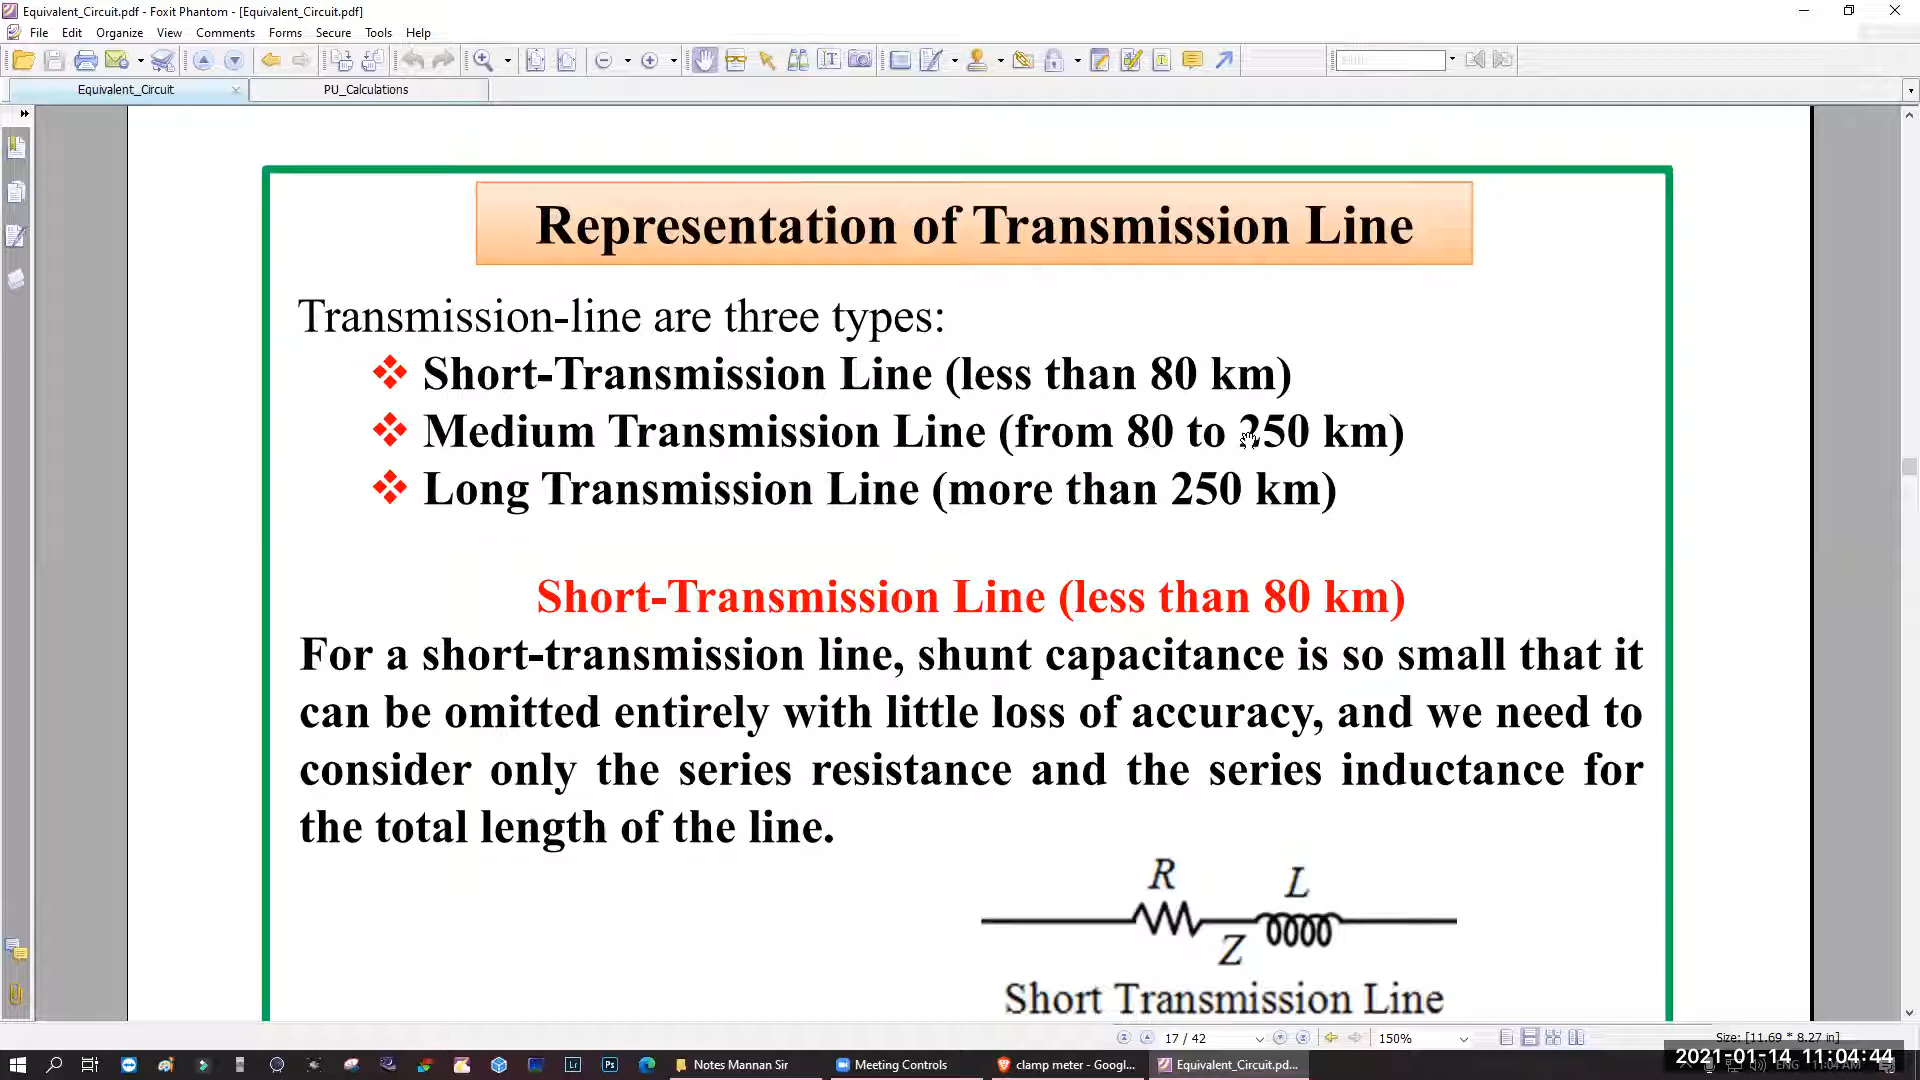 Equivalent_Circuit.pdf - Foxit Phantom - [Equivalent_Circuit.pdf]
File Edit Organize View Comments Forms Secure Tools Help
Equivalent_Circuit PU_Calculations
Representation of Transmission Line
Transmission-line are three types:
Short-Transmission Line (less than 80 km)
Medium Transmission Line (from 80 to 250 km)
Long Transmission Line (more than 250 km)
Short-Transmission Line (less than 80 km)
For a short-transmission line, shunt capacitance is so small that it
can be omitted entirely with little loss of accuracy, and we need to
consider only the series resistance and the series inductance for
the total length of the line.
R L
Z
Short Transmission Line
17 / 42 150% Size: [11.69 * 8.27 in]
Notes Mannan Sir Meeting Controls clamp meter - Googl... Equivalent_Circuit.pd...
2021-01-14 11:04:44